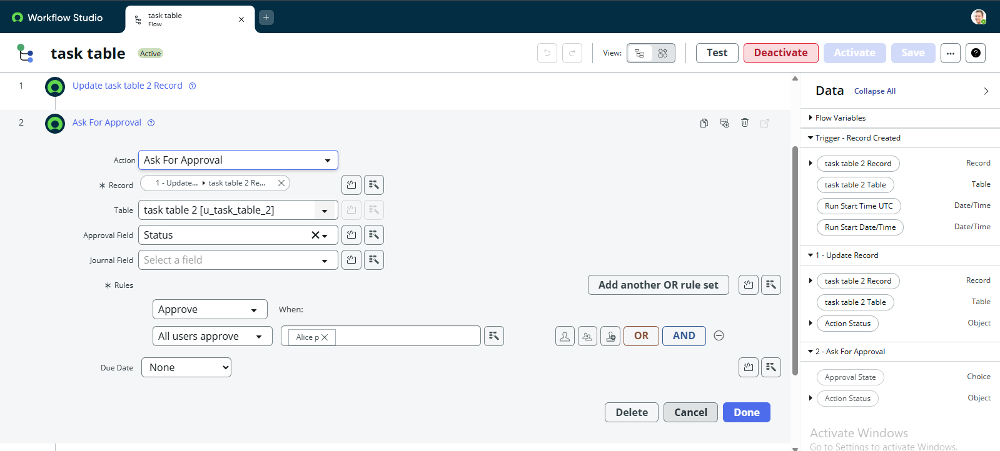 Workflow Studio
task table
Flow
task table
Active
View:
Test
Deactivate
Activate
Save
1
Update task table 2 Record
2
Ask For Approval
Action
Ask For Approval
* Record
1 - Update... task table 2 Re...
Table
task table 2 [u_task_table_2]
Approval Field
Status
Journal Field
Select a field
* Rules
Add another OR rule set
Approve
When:
All users approve
Alice p
OR
AND
Due Date
None
Delete
Cancel
Done
Data
Collapse All
Flow Variables
Trigger - Record Created
task table 2 Record
Record
task table 2 Table
Table
Run Start Time UTC
Date/Time
Run Start Date/Time
Date/Time
1 - Update Record
task table 2 Record
Record
task table 2 Table
Table
Action Status
Object
2 - Ask For Approval
Approval State
Choice
Action Status
Object
Activate Windows
Go to Settings to activate Windows.